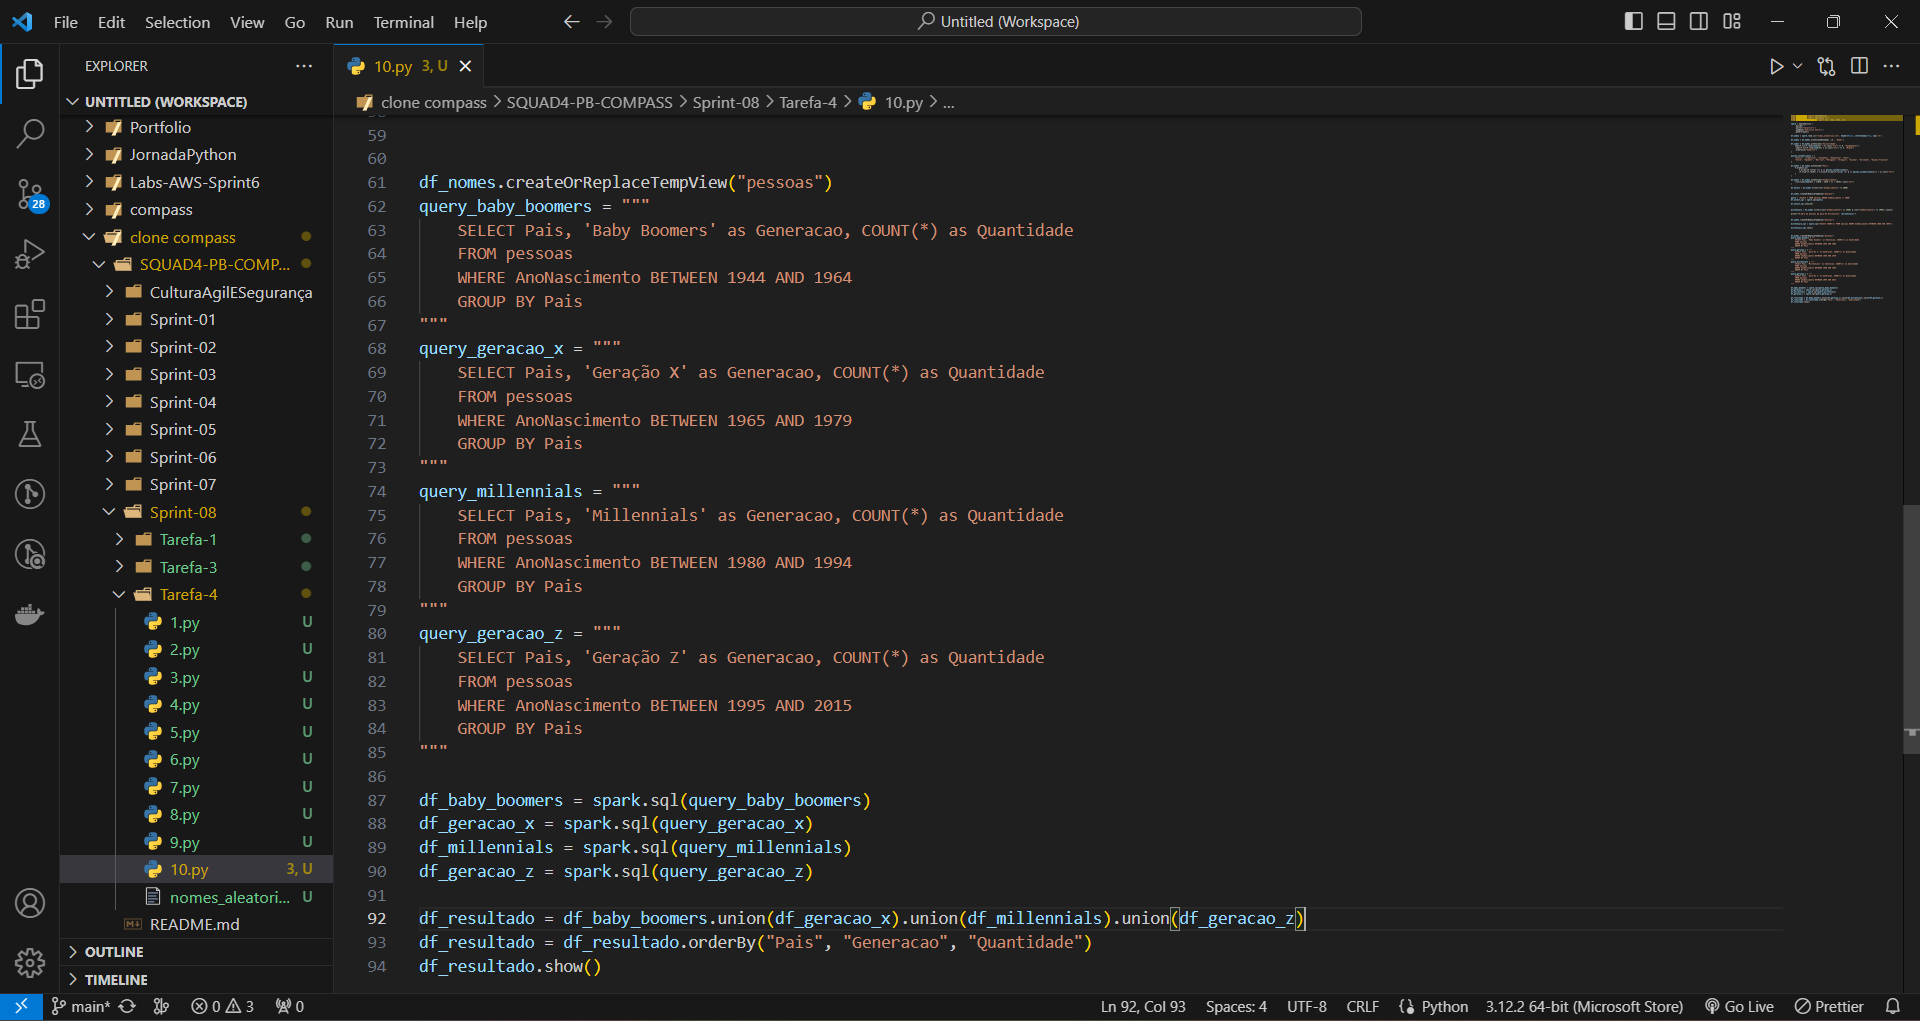 File Edit Selection View Go Run Terminal Help
Untitled (Workspace)
EXPLORER
UNTITLED (WORKSPACE)
Portfolio
JornadaPython
Labs-AWS-Sprint6
compass
clone compass
SQUAD4-PB-COMP...
CulturaAgilESegurança
Sprint-01
Sprint-02
Sprint-03
Sprint-04
Sprint-05
Sprint-06
Sprint-07
Sprint-08
Tarefa-1
Tarefa-3
Tarefa-4
1.py U
2.py U
3.py U
4.py U
5.py U
6.py U
7.py U
8.py U
9.py U
10.py 3, U
nomes_aleatori... U
README.md
OUTLINE
TIMELINE
28
10.py 3, U
clone compass > SQUAD4-PB-COMPASS > Sprint-08 > Tarefa-4 > 10.py > ...
59
60
61 df_nomes.createOrReplaceTempView("pessoas")
62 query_baby_boomers = """
63 SELECT Pais, 'Baby Boomers' as Generacao, COUNT(*) as Quantidade
64 FROM pessoas
65 WHERE AnoNascimento BETWEEN 1944 AND 1964
66 GROUP BY Pais
67 """
68 query_geracao_x = """
69 SELECT Pais, 'Geração X' as Generacao, COUNT(*) as Quantidade
70 FROM pessoas
71 WHERE AnoNascimento BETWEEN 1965 AND 1979
72 GROUP BY Pais
73 """
74 query_millennials = """
75 SELECT Pais, 'Millennials' as Generacao, COUNT(*) as Quantidade
76 FROM pessoas
77 WHERE AnoNascimento BETWEEN 1980 AND 1994
78 GROUP BY Pais
79 """
80 query_geracao_z = """
81 SELECT Pais, 'Geração Z' as Generacao, COUNT(*) as Quantidade
82 FROM pessoas
83 WHERE AnoNascimento BETWEEN 1995 AND 2015
84 GROUP BY Pais
85 """
86
87 df_baby_boomers = spark.sql(query_baby_boomers)
88 df_geracao_x = spark.sql(query_geracao_x)
89 df_millennials = spark.sql(query_millennials)
90 df_geracao_z = spark.sql(query_geracao_z)
91
92 df_resultado = df_baby_boomers.union(df_geracao_x).union(df_millennials).union(df_geracao_z)
93 df_resultado = df_resultado.orderBy("Pais", "Generacao", "Quantidade")
94 df_resultado.show()
main* 0 3 0 Ln 92, Col 93 Spaces: 4 UTF-8 CRLF Python 3.12.2 64-bit (Microsoft Store) Go Live Prettier